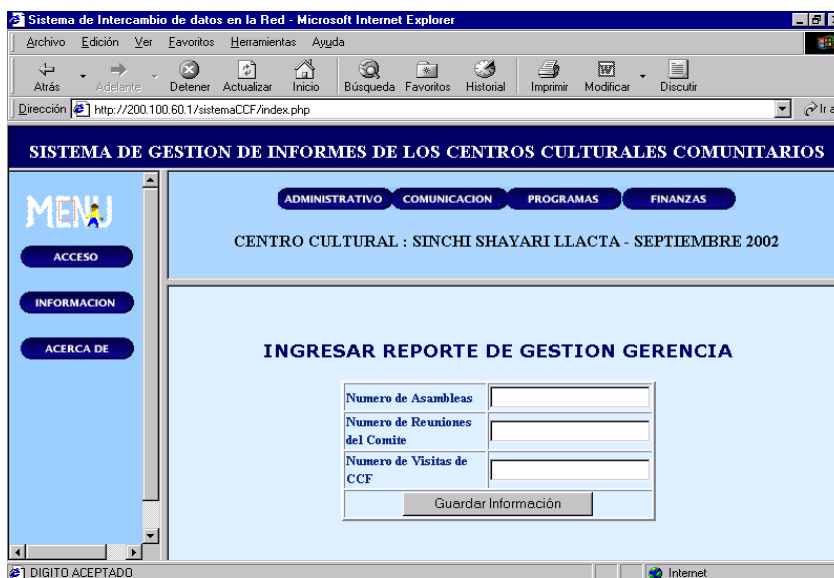 Sistema de Intercambio de datos en la Red - Microsoft Internet Explorer
Archivo Edición Ver Favoritos Herramientas Ayuda
Atrás Adelante Detener Actualizar Inicio Búsqueda Favoritos Historial Imprimir Modificar Discutir
Dirección http://200.100.60.1/sistemaCCF/index.php Ir a
SISTEMA DE GESTION DE INFORMES DE LOS CENTROS CULTURALES COMUNITARIOS
MENU
ADMINISTRATIVO COMUNICACION PROGRAMAS FINANZAS
CENTRO CULTURAL : SINCHI SHAYARI LLACTA - SEPTIEMBRE 2002
ACCESO
INFORMACION
ACERCA DE
INGRESAR REPORTE DE GESTION GERENCIA
Numero de Asambleas
Numero de Reuniones
del Comite
Numero de Visitas de
CCF
Guardar Información
DIGITO ACEPTADO Internet